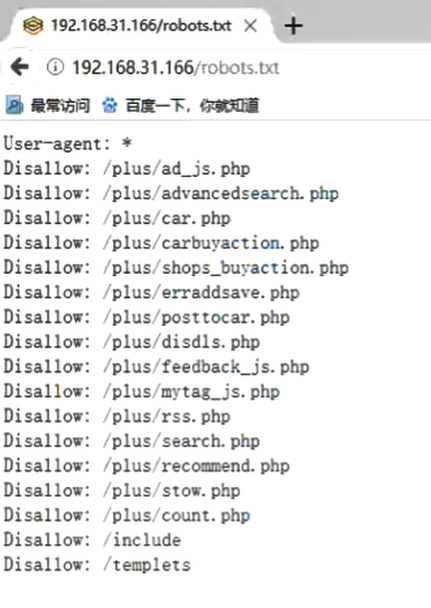 192.168.31.166/robots.txt
192.168.31.166/robots.txt
最常访问 百度一下，你就知道
User-agent: *
Disallow: /plus/ad_js.php
Disallow: /plus/advancedsearch.php
Disallow: /plus/car.php
Disallow: /plus/carbuyaction.php
Disallow: /plus/shops_buyaction.php
Disallow: /plus/erraddsave.php
Disallow: /plus/posttocar.php
Disallow: /plus/disdls.php
Disallow: /plus/feedback_js.php
Disallow: /plus/mytag_js.php
Disallow: /plus/rss.php
Disallow: /plus/search.php
Disallow: /plus/recommend.php
Disallow: /plus/stow.php
Disallow: /plus/count.php
Disallow: /include
Disallow: /templets